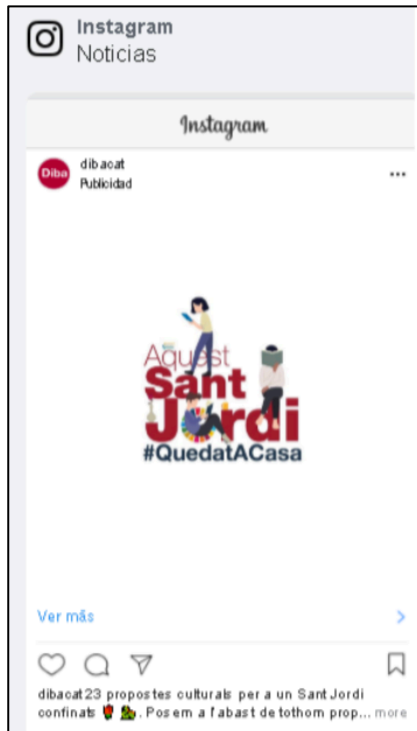 Instagram
Noticias
Instagram
Diba
dibacat
Publicidad
Aquest
Sant
Jordi
#QuedatACasa
Ver más
dibacat 23 propostes culturals per a un Sant Jordi
confinats 🌹 🐉. Posem a l'abast de tothom prop... more